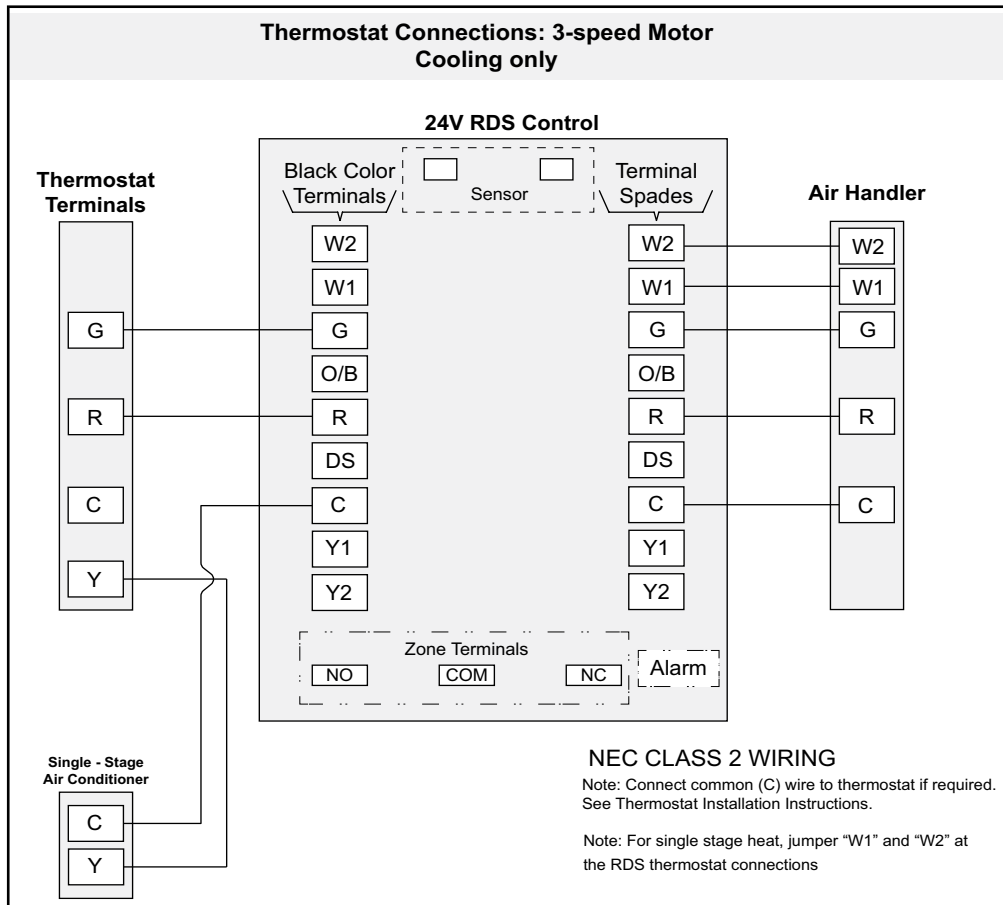 Thermostat Connections: 3-speed Motor
Cooling only
24V RDS Control
Thermostat
Terminals
G
R
C
Y
Black Color
Terminals
W2
W1
G
O/B
R
DS
C
Y1
Y2
Sensor
Terminal
Spades
W2
W1
G
O/B
R
DS
C
Y1
Y2
Air Handler
W2
W1
G
R
C
Zone Terminals
NO
COM
NC
Alarm
Single - Stage
Air Conditioner
C
Y
NEC CLASS 2 WIRING
Note: Connect common (C) wire to thermostat if required.
See Thermostat Installation Instructions.
Note: For single stage heat, jumper “W1” and “W2” at
the RDS thermostat connections